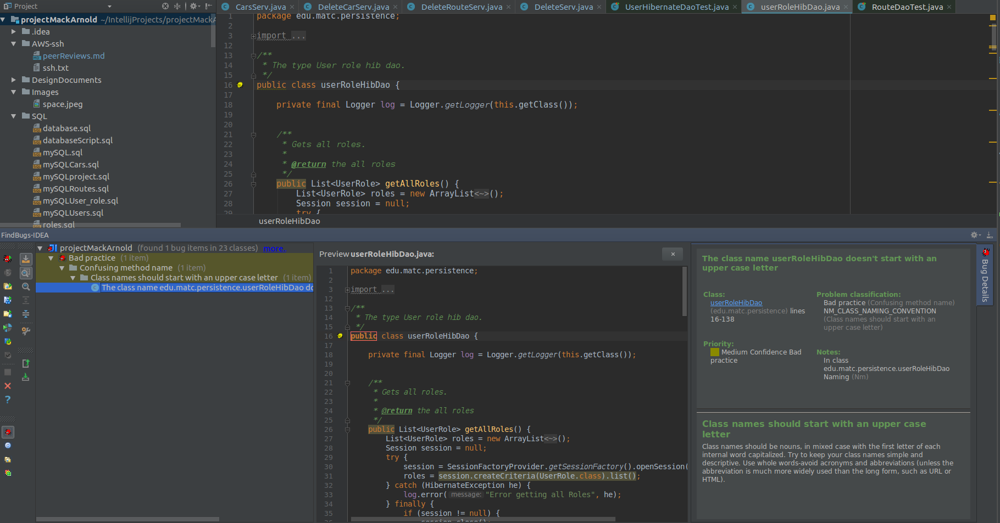 Project
CarsServ.java
DeleteCarServ.java
DeleteRouteServ.java
DeleteServ.java
UserHibernateDaoTest.java
userRoleHibDao.java
RouteDaoTest.java
projectMackArnold ~/IntellijProjects/projectMackA
.idea
AWS-ssh
peerReviews.md
ssh.txt
DesignDocuments
Images
space.jpeg
SQL
database.sql
databaseScript.sql
mySQL.sql
mySQLCars.sql
mySQLproject.sql
mySQLRoutes.sql
mySQLUser_role.sql
mySQLUsers.sql
roles.sql
1 package edu.matc.persistence;
2
3 import ...
12
13 /**
14 * The type User role hib dao.
15 */
16 public class userRoleHibDao {
17
18 private final Logger log = Logger.getLogger(this.getClass());
19
20
21 /**
22 * Gets all roles.
23 *
24 * @return the all roles
25 */
26 public List<UserRole> getAllRoles() {
27 List<UserRole> roles = new ArrayList<~>();
28 Session session = null;
29 try {
userRoleHibDao
FindBugs-IDEA
projectMackArnold (found 1 bug items in 23 classes) more..
Bad practice (1 item)
Confusing method name (1 item)
Class names should start with an upper case letter (1 item)
The class name edu.matc.persistence.userRoleHibDao do
Preview userRoleHibDao.java:
1 package edu.matc.persistence;
2
3 import ...
12
13 /**
14 * The type User role hib dao.
15 */
16 public class userRoleHibDao {
17
18 private final Logger log = Logger.getLogger(this.getClass());
19
20
21 /**
22 * Gets all roles.
23 *
24 * @return the all roles
25 */
26 public List<UserRole> getAllRoles() {
27 List<UserRole> roles = new ArrayList<~>();
28 Session session = null;
29 try {
30 session = SessionFactoryProvider.getSessionFactory().openSession(
31 roles = session.createCriteria(UserRole.class).list();
32 } catch (HibernateException he) {
33 log.error( message: "Error getting all Roles", he);
34 } finally {
35 if (session != null) {
36 session.close();
The class name userRoleHibDao doesn't start with an
upper case letter
Class:
userRoleHibDao
(edu.matc.persistence) lines
16-138
Problem classification:
Bad practice (Confusing method name)
NM_CLASS_NAMING_CONVENTION
(Class names should start with an
upper case letter)
Priority:
Medium Confidence Bad
practice
Notes:
In class
edu.matc.persistence.userRoleHibDao
Naming (Nm)
Class names should start with an upper case
letter
Class names should be nouns, in mixed case with the first letter of each
internal word capitalized. Try to keep your class names simple and
descriptive. Use whole words-avoid acronyms and abbreviations (unless the
abbreviation is much more widely used than the long form, such as URL or
HTML).
Bug Details